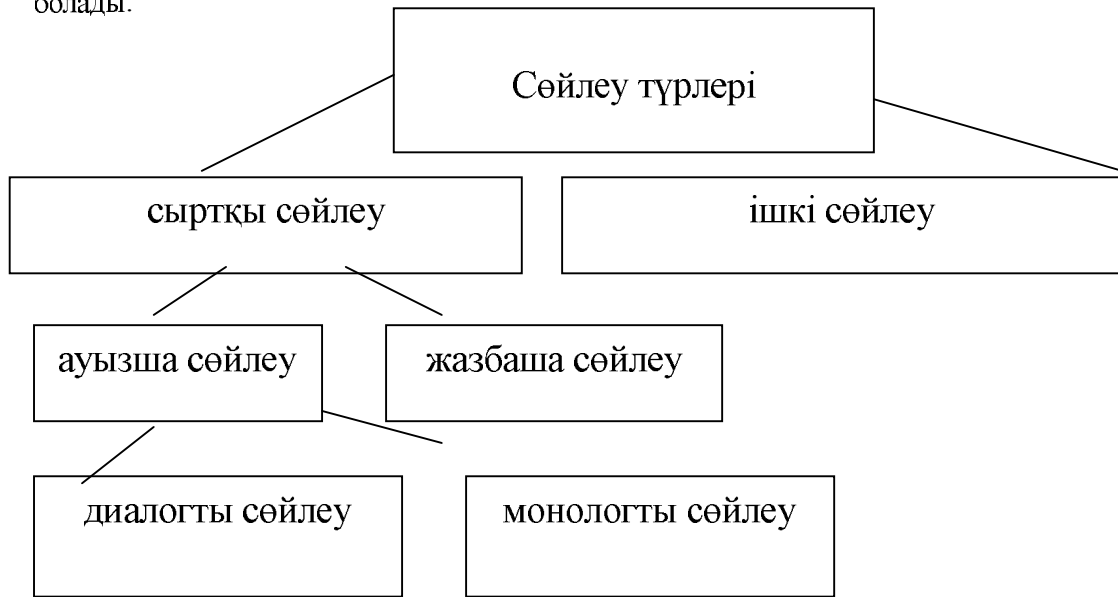 болады.
Сөйлеу түрлері
сыртқы сөйлеу
ішкі сөйлеу
ауызша сөйлеу
жазбаша сөйлеу
диалогты сөйлеу
монологты сөйлеу